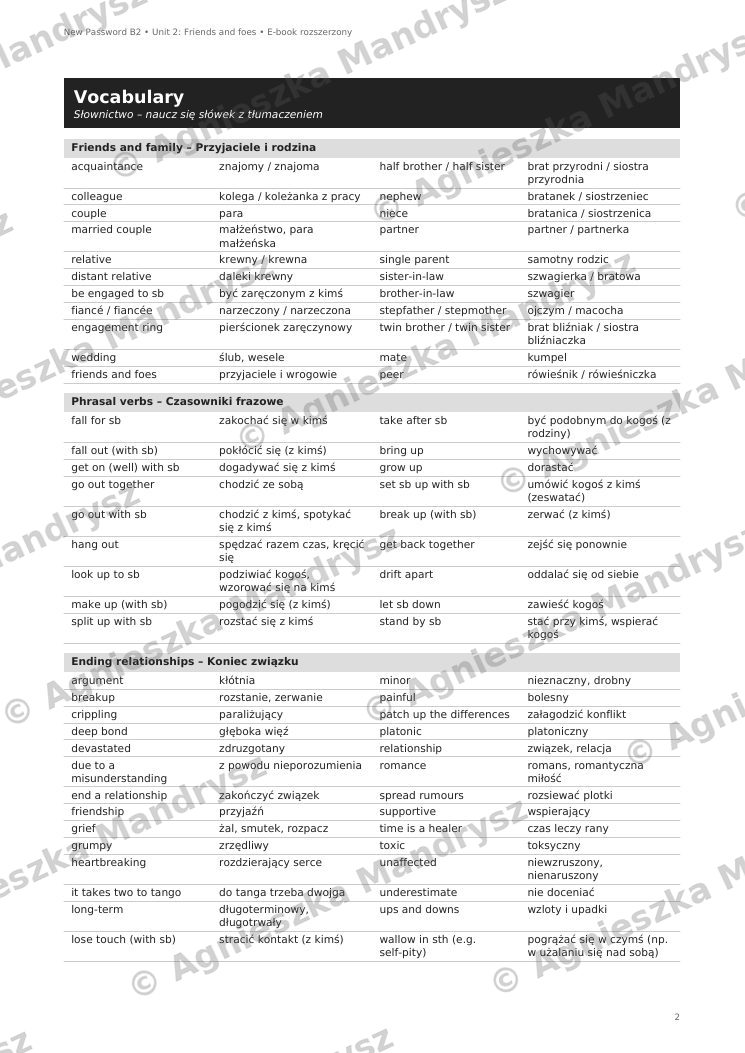 New Password B2 • Unit 2: Friends and foes • E-book rozszerzony
Vocabulary
Słownictwo – naucz się słówek z tłumaczeniem
Friends and family – Przyjaciele i rodzina
acquaintance znajomy / znajoma half brother / half sister brat przyrodni / siostra
przyrodnia
colleague kolega / koleżanka z pracy nephew bratanek / siostrzeniec
couple para niece bratanica / siostrzenica
married couple małżeństwo, para partner partner / partnerka
małżeńska
relative krewny / krewna single parent samotny rodzic
distant relative daleki krewny sister-in-law szwagierka / bratowa
be engaged to sb być zaręczonym z kimś brother-in-law szwagier
fiancé / fiancée narzeczony / narzeczona stepfather / stepmother ojczym / macocha
engagement ring pierścionek zaręczynowy twin brother / twin sister brat bliźniak / siostra
bliźniaczka
wedding ślub, wesele mate kumpel
friends and foes przyjaciele i wrogowie peer rówieśnik / rówieśniczka
Phrasal verbs – Czasowniki frazowe
fall for sb zakochać się w kimś take after sb być podobnym do kogoś (z
rodziny)
fall out (with sb) pokłócić się (z kimś) bring up wychowywać
get on (well) with sb dogadywać się z kimś grow up dorastać
go out together chodzić ze sobą set sb up with sb umówić kogoś z kimś
(zeswatać)
go out with sb chodzić z kimś, spotykać break up (with sb) zerwać (z kimś)
się z kimś
hang out spędzać razem czas, kręcić get back together zejść się ponownie
się
look up to sb podziwiać kogoś, drift apart oddalać się od siebie
wzorować się na kimś
make up (with sb) pogodzić się (z kimś) let sb down zawieść kogoś
split up with sb rozstać się z kimś stand by sb stać przy kimś, wspierać
kogoś
Ending relationships – Koniec związku
argument kłótnia minor nieznaczny, drobny
breakup rozstanie, zerwanie painful bolesny
crippling paraliżujący patch up the differences załagodzić konflikt
deep bond głęboka więź platonic platoniczny
devastated zdruzgotany relationship związek, relacja
due to a z powodu nieporozumienia romance romans, romantyczna
misunderstanding miłość
end a relationship zakończyć związek spread rumours rozsiewać plotki
friendship przyjaźń supportive wspierający
grief żal, smutek, rozpacz time is a healer czas leczy rany
grumpy zrzędliwy toxic toksyczny
heartbreaking rozdzierający serce unaffected niewzruszony,
nienaruszony
it takes two to tango do tanga trzeba dwojga underestimate nie doceniać
long-term długoterminowy, ups and downs wzloty i upadki
długotrwały
lose touch (with sb) stracić kontakt (z kimś) wallow in sth (e.g. pogrążać się w czymś (np.
self-pity) w użalaniu się nad sobą)
2
© Agnieszka Mandrysz